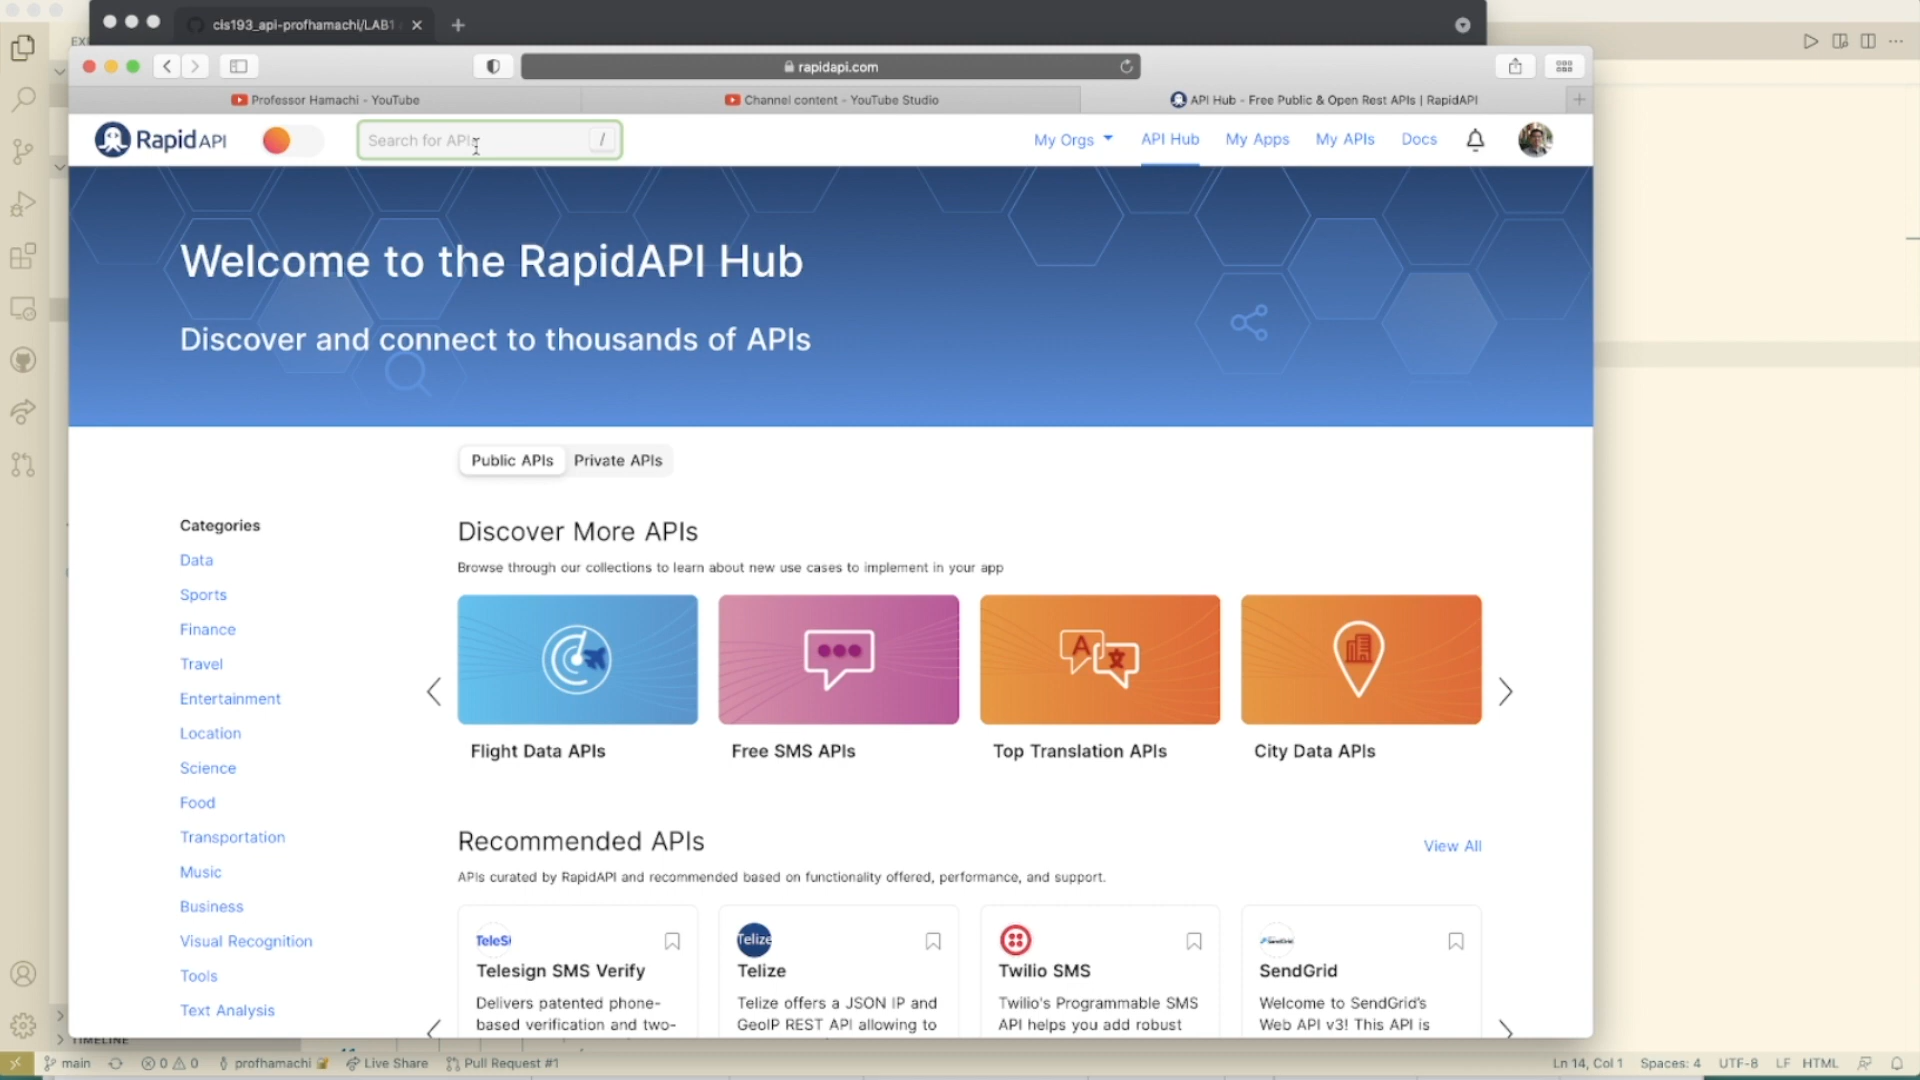 cis193_api-profhamachi/LAB1
rapidapi.com
Professor Hamachi - YouTube
Channel content - YouTube Studio
API Hub - Free Public & Open Rest APIs | RapidAPI
RapidAPI
Search for APIs
/
My Orgs
API Hub
My Apps
My APIs
Docs
Welcome to the RapidAPI Hub
Discover and connect to thousands of APIs
Public APIs
Private APIs
Categories
Data
Sports
Finance
Travel
Entertainment
Location
Science
Food
Transportation
Music
Business
Visual Recognition
Tools
Text Analysis
Discover More APIs
Browse through our collections to learn about new use cases to implement in your app
Flight Data APIs
Free SMS APIs
Top Translation APIs
City Data APIs
Recommended APIs
View All
APIs curated by RapidAPI and recommended based on functionality offered, performance, and support.
TeleSi
Telesign SMS Verify
Delivers patented phone-
based verification and two-
Telize
Telize
Telize offers a JSON IP and
GeoIP REST API allowing to
Twilio SMS
Twilio's Programmable SMS
API helps you add robust
SendGrid
SendGrid
Welcome to SendGrid's
Web API v3! This API is
TIMELINE
main
0
0
profhamachi
Live Share
Pull Request #1
Ln 14, Col 1
Spaces: 4
UTF-8
LF
HTML